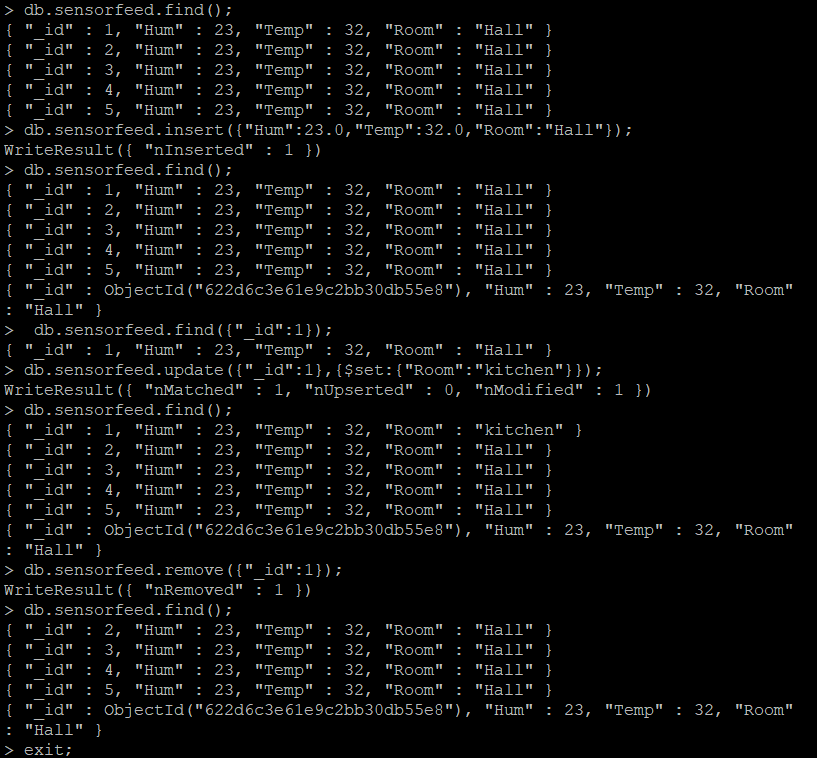 > db.sensorfeed.find();
{ "_id" : 1, "Hum" : 23, "Temp" : 32, "Room" : "Hall" }
{ "_id" : 2, "Hum" : 23, "Temp" : 32, "Room" : "Hall" }
{ "_id" : 3, "Hum" : 23, "Temp" : 32, "Room" : "Hall" }
{ "_id" : 4, "Hum" : 23, "Temp" : 32, "Room" : "Hall" }
{ "_id" : 5, "Hum" : 23, "Temp" : 32, "Room" : "Hall" }
> db.sensorfeed.insert({"Hum":23.0,"Temp":32.0,"Room":"Hall"});
WriteResult({ "nInserted" : 1 })
> db.sensorfeed.find();
{ "_id" : 1, "Hum" : 23, "Temp" : 32, "Room" : "Hall" }
{ "_id" : 2, "Hum" : 23, "Temp" : 32, "Room" : "Hall" }
{ "_id" : 3, "Hum" : 23, "Temp" : 32, "Room" : "Hall" }
{ "_id" : 4, "Hum" : 23, "Temp" : 32, "Room" : "Hall" }
{ "_id" : 5, "Hum" : 23, "Temp" : 32, "Room" : "Hall" }
{ "_id" : ObjectId("622d6c3e61e9c2bb30db55e8"), "Hum" : 23, "Temp" : 32, "Room"
: "Hall" }
>  db.sensorfeed.find({"_id":1});
{ "_id" : 1, "Hum" : 23, "Temp" : 32, "Room" : "Hall" }
> db.sensorfeed.update({"_id":1},{$set:{"Room":"kitchen"}});
WriteResult({ "nMatched" : 1, "nUpserted" : 0, "nModified" : 1 })
> db.sensorfeed.find();
{ "_id" : 1, "Hum" : 23, "Temp" : 32, "Room" : "kitchen" }
{ "_id" : 2, "Hum" : 23, "Temp" : 32, "Room" : "Hall" }
{ "_id" : 3, "Hum" : 23, "Temp" : 32, "Room" : "Hall" }
{ "_id" : 4, "Hum" : 23, "Temp" : 32, "Room" : "Hall" }
{ "_id" : 5, "Hum" : 23, "Temp" : 32, "Room" : "Hall" }
{ "_id" : ObjectId("622d6c3e61e9c2bb30db55e8"), "Hum" : 23, "Temp" : 32, "Room"
: "Hall" }
> db.sensorfeed.remove({"_id":1});
WriteResult({ "nRemoved" : 1 })
> db.sensorfeed.find();
{ "_id" : 2, "Hum" : 23, "Temp" : 32, "Room" : "Hall" }
{ "_id" : 3, "Hum" : 23, "Temp" : 32, "Room" : "Hall" }
{ "_id" : 4, "Hum" : 23, "Temp" : 32, "Room" : "Hall" }
{ "_id" : 5, "Hum" : 23, "Temp" : 32, "Room" : "Hall" }
{ "_id" : ObjectId("622d6c3e61e9c2bb30db55e8"), "Hum" : 23, "Temp" : 32, "Room"
: "Hall" }
> exit;